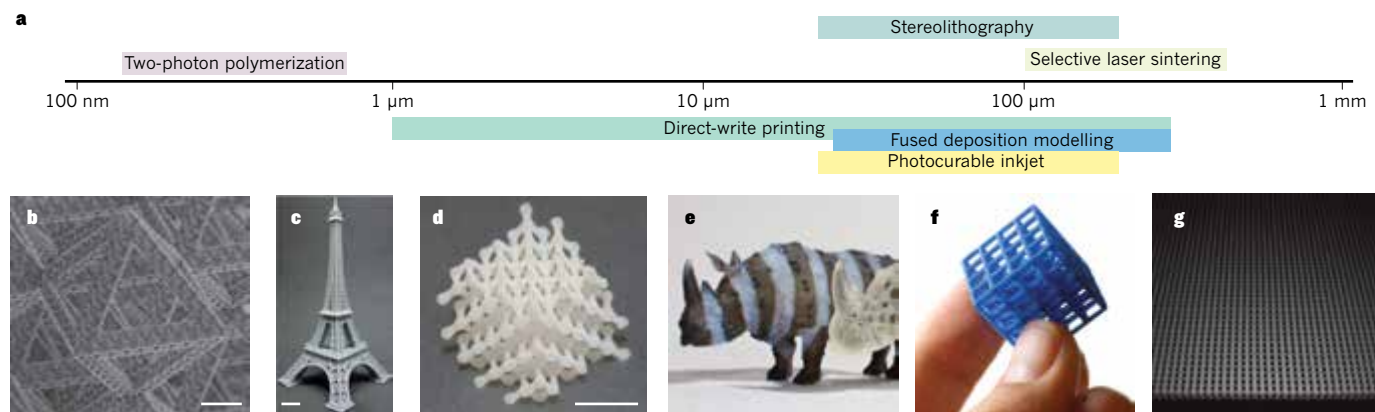 a
Stereolithography
Two-photon polymerization
Selective laser sintering
100 nm
1 µm
10 µm
100 µm
1 mm
Direct-write printing
Fused deposition modelling
Photocurable inkjet
b
c
d
e
f
g